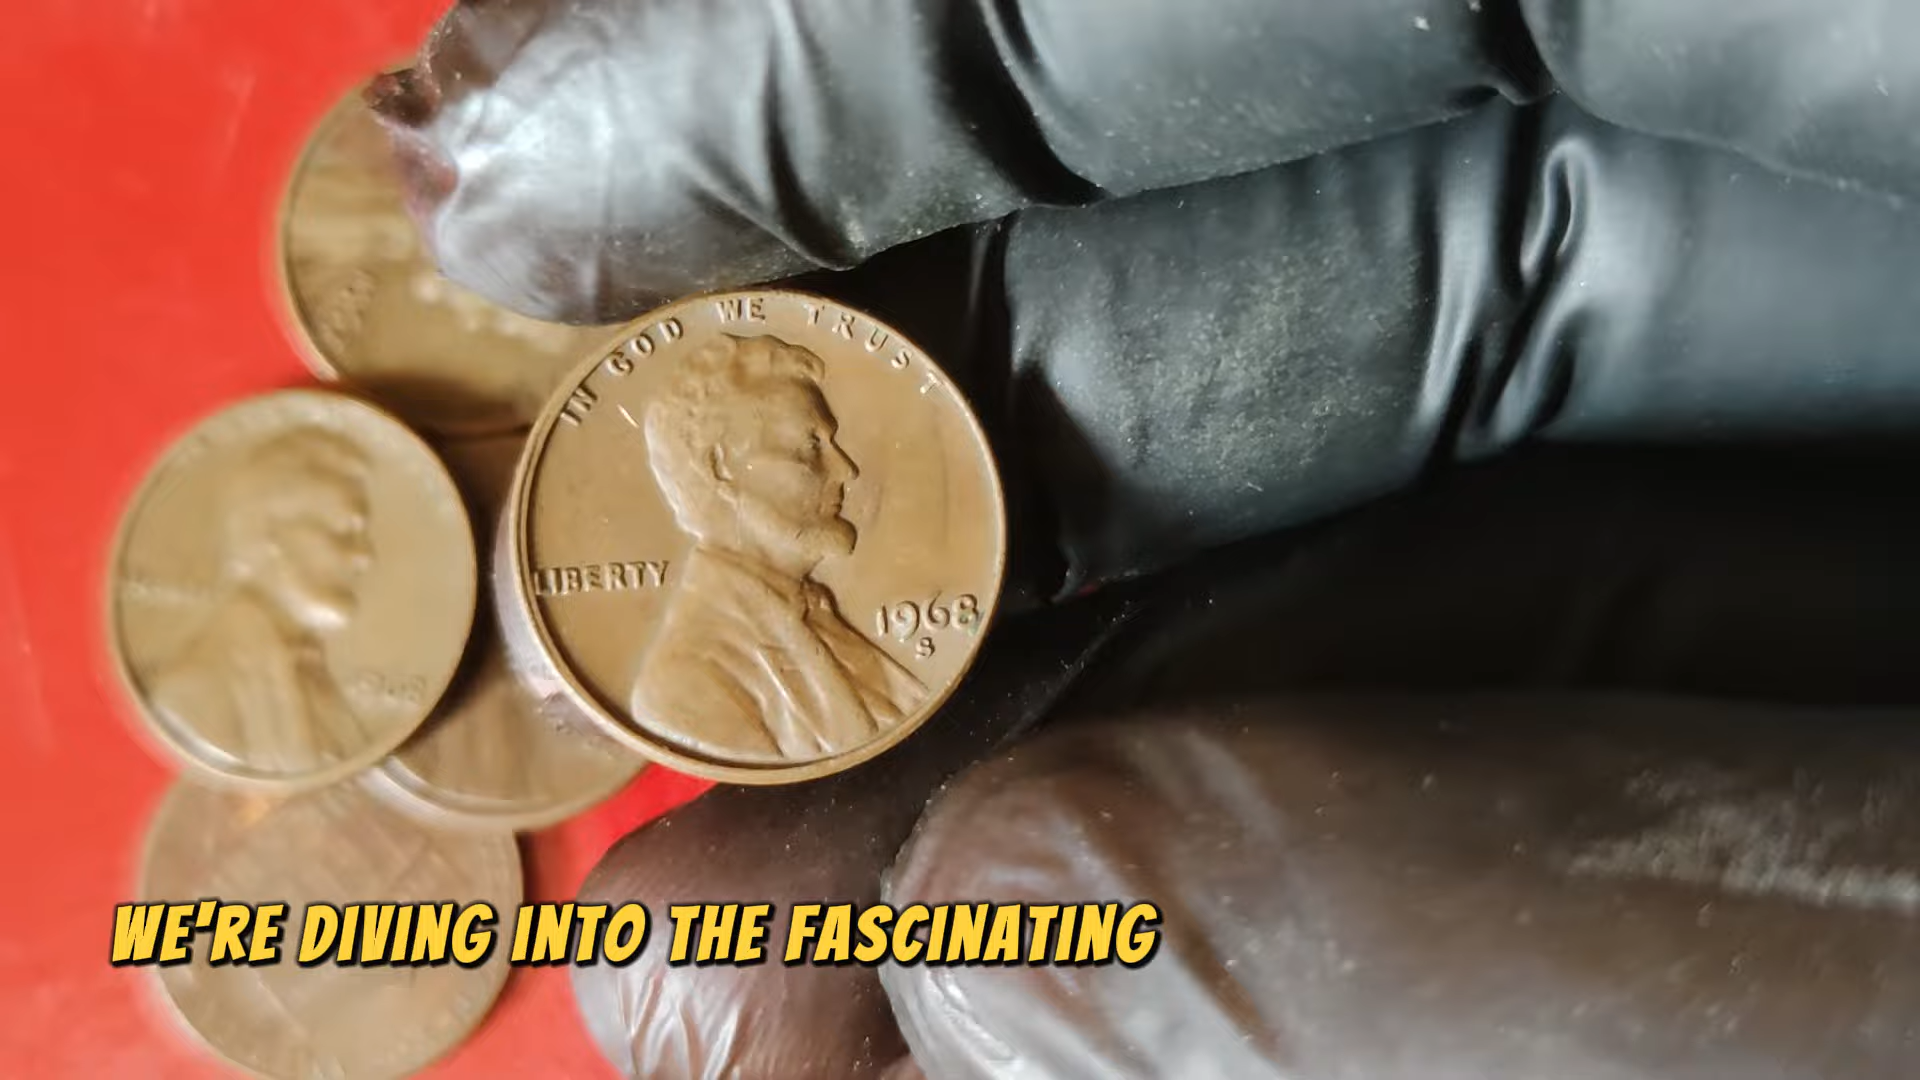 IN GOD WE TRUST
LIBERTY
1968
S
WE'RE DIVING INTO THE FASCINATING